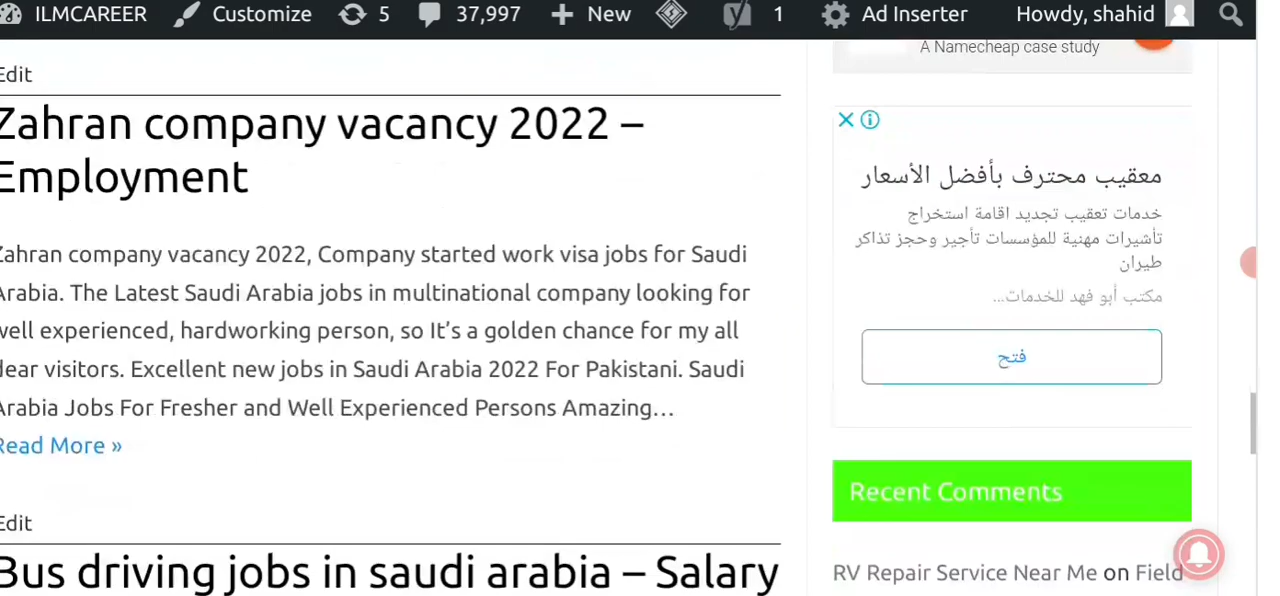 ILMCAREER Customize 5 37,997 New 1 Ad Inserter Howdy, shahid
Edit
Zahran company vacancy 2022 –
Employment
Zahran company vacancy 2022, Company started work visa jobs for Saudi
Arabia. The Latest Saudi Arabia jobs in multinational company looking for
well experienced, hardworking person, so It's a golden chance for my all
dear visitors. Excellent new jobs in Saudi Arabia 2022 For Pakistani. Saudi
Arabia Jobs For Fresher and Well Experienced Persons Amazing…
Read More »
Edit
Bus driving jobs in saudi arabia – Salary
A Namecheap case study
معقيب محترف بأفضل الأسعار
خدمات تعقيب تجديد اقامة استخراج
تأشيرات مهنية للمؤسسات تأجير وحجز تذاكر
طيران
مكتب أبو فهد للخدمات...
فتح
Recent Comments
RV Repair Service Near Me on Field